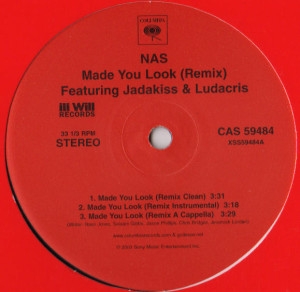 COLUMBIA
NAS
Made You Look (Remix)
Featuring Jadakiss & Ludacris
ill Will
RECORDS
33 1/3 RPM
STEREO
CAS 59484
XSS59484A
1. Made You Look (Remix Clean) 3:31
2. Made You Look (Remix Instrumental) 3:18
3. Made You Look (Remix A Cappella) 3:29